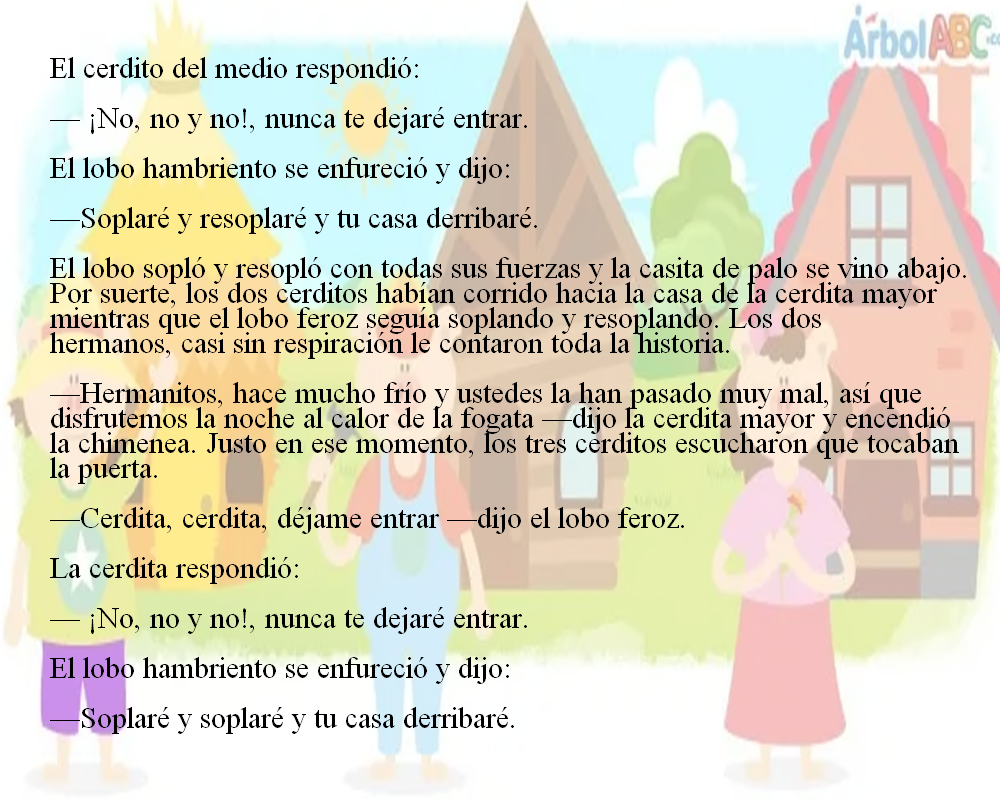 ÁrbolABC.co
El cerdito del medio respondió:
— ¡No, no y no!, nunca te dejaré entrar.
El lobo hambriento se enfureció y dijo:
—Soplaré y resoplaré y tu casa derribaré.
El lobo sopló y resopló con todas sus fuerzas y la casita de palo se vino abajo.
Por suerte, los dos cerditos habían corrido hacia la casa de la cerdita mayor
mientras que el lobo feroz seguía soplando y resoplando. Los dos
hermanos, casi sin respiración le contaron toda la historia.
—Hermanitos, hace mucho frío y ustedes la han pasado muy mal, así que
disfrutemos la noche al calor de la fogata —dijo la cerdita mayor y encendió
la chimenea. Justo en ese momento, los tres cerditos escucharon que tocaban
la puerta.
—Cerdita, cerdita, déjame entrar —dijo el lobo feroz.
La cerdita respondió:
— ¡No, no y no!, nunca te dejaré entrar.
El lobo hambriento se enfureció y dijo:
—Soplaré y soplaré y tu casa derribaré.